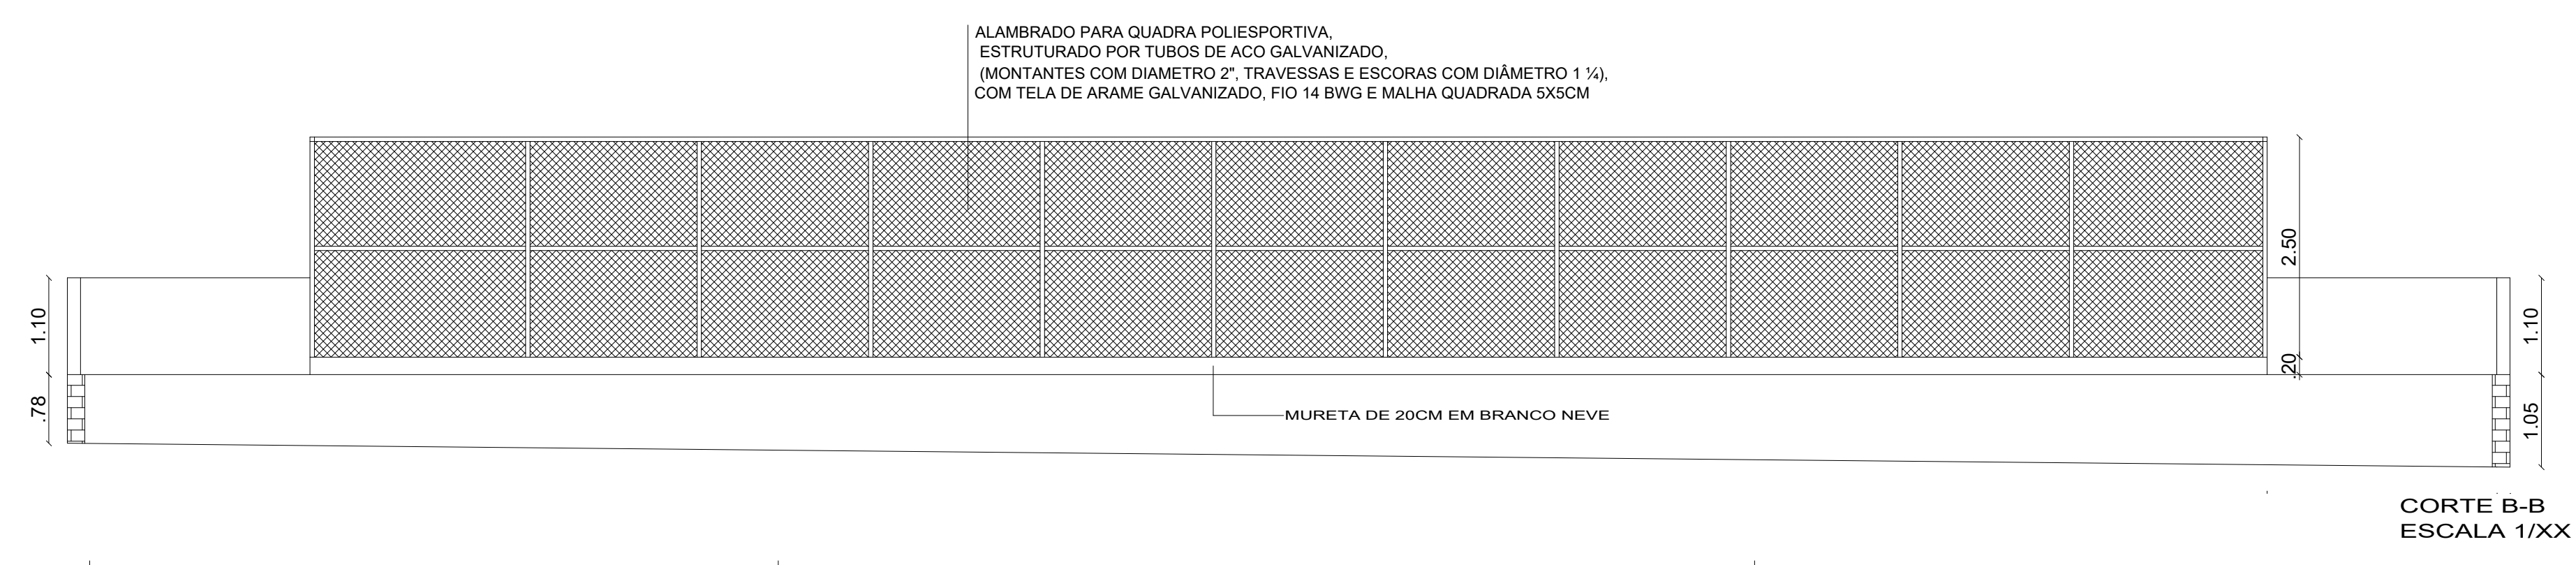 ALAMBRADO PARA QUADRA POLIESPORTIVA,
ESTRUTURADO POR TUBOS DE ACO GALVANIZADO,
(MONTANTES COM DIAMETRO 2", TRAVESSAS E ESCORAS COM DIÂMETRO 1 ¼),
COM TELA DE ARAME GALVANIZADO, FIO 14 BWG E MALHA QUADRADA 5X5CM
2.50
1.10
1.10
.20
.78
1.05
MURETA DE 20CM EM BRANCO NEVE
CORTE B-B
ESCALA 1/XX